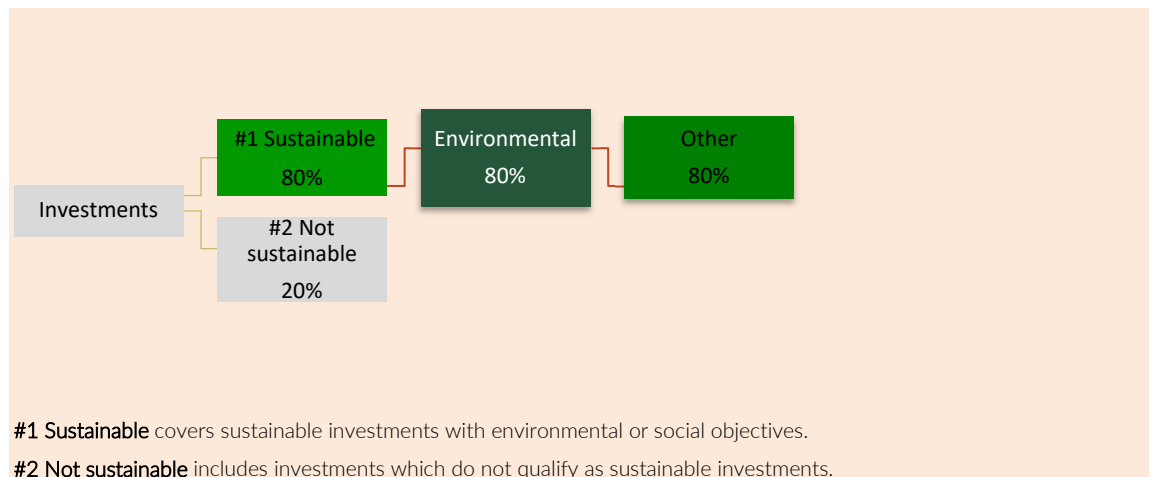 #1 Sustainable
80%
Environmental
80%
Other
80%
Investments
#2 Not
sustainable
20%
#1 Sustainable covers sustainable investments with environmental or social objectives.
#2 Not sustainable includes investments which do not qualify as sustainable investments.